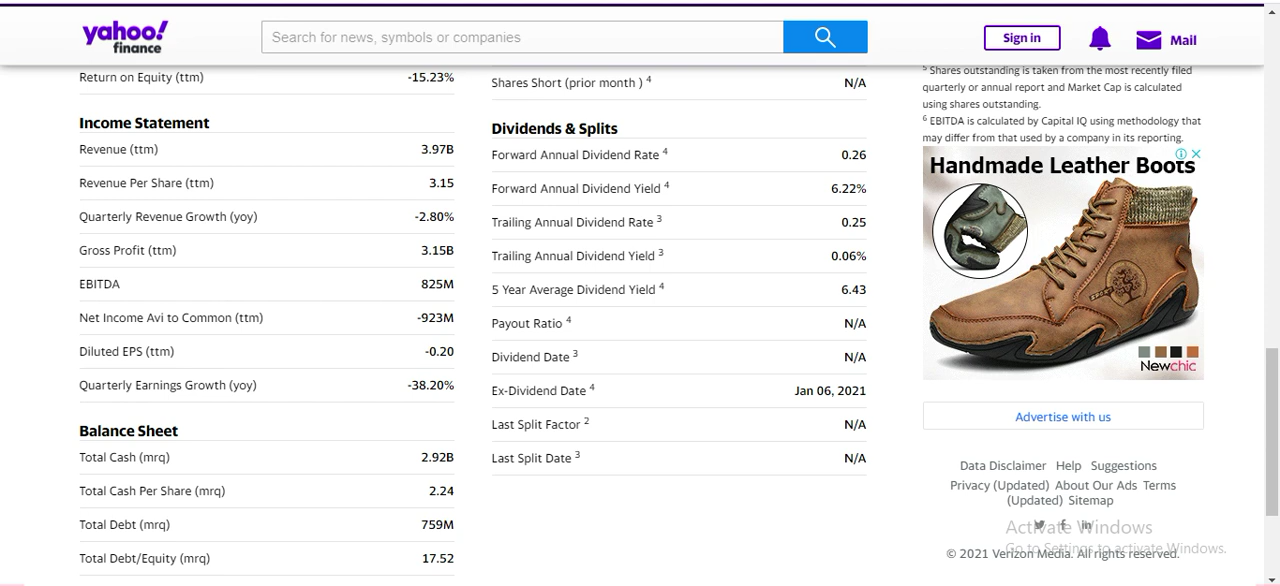 yahoo!
finance
Search for news, symbols or companies
Sign in
Mail
Return on Equity (ttm) -15.23%
Income Statement
Revenue (ttm) 3.97B
Revenue Per Share (ttm) 3.15
Quarterly Revenue Growth (yoy) -2.80%
Gross Profit (ttm) 3.15B
EBITDA 825M
Net Income Avi to Common (ttm) -923M
Diluted EPS (ttm) -0.20
Quarterly Earnings Growth (yoy) -38.20%
Balance Sheet
Total Cash (mrq) 2.92B
Total Cash Per Share (mrq) 2.24
Total Debt (mrq) 759M
Total Debt/Equity (mrq) 17.52
Shares Short (prior month ) 4 N/A
Dividends & Splits
Forward Annual Dividend Rate 4 0.26
Forward Annual Dividend Yield 4 6.22%
Trailing Annual Dividend Rate 3 0.25
Trailing Annual Dividend Yield 3 0.06%
5 Year Average Dividend Yield 4 6.43
Payout Ratio 4 N/A
Dividend Date 3 N/A
Ex-Dividend Date 4 Jan 06, 2021
Last Split Factor 2 N/A
Last Split Date 3 N/A
5 Shares outstanding is taken from the most recently filed
quarterly or annual report and Market Cap is calculated
using shares outstanding.
6 EBITDA is calculated by Capital IQ using methodology that
may differ from that used by a company in its reporting.
Handmade Leather Boots
Newchic
Advertise with us
Data Disclaimer Help Suggestions
Privacy (Updated) About Our Ads Terms
(Updated) Sitemap
Activate Windows
Go to Settings to activate Windows.
© 2021 Verizon Media. All rights reserved.